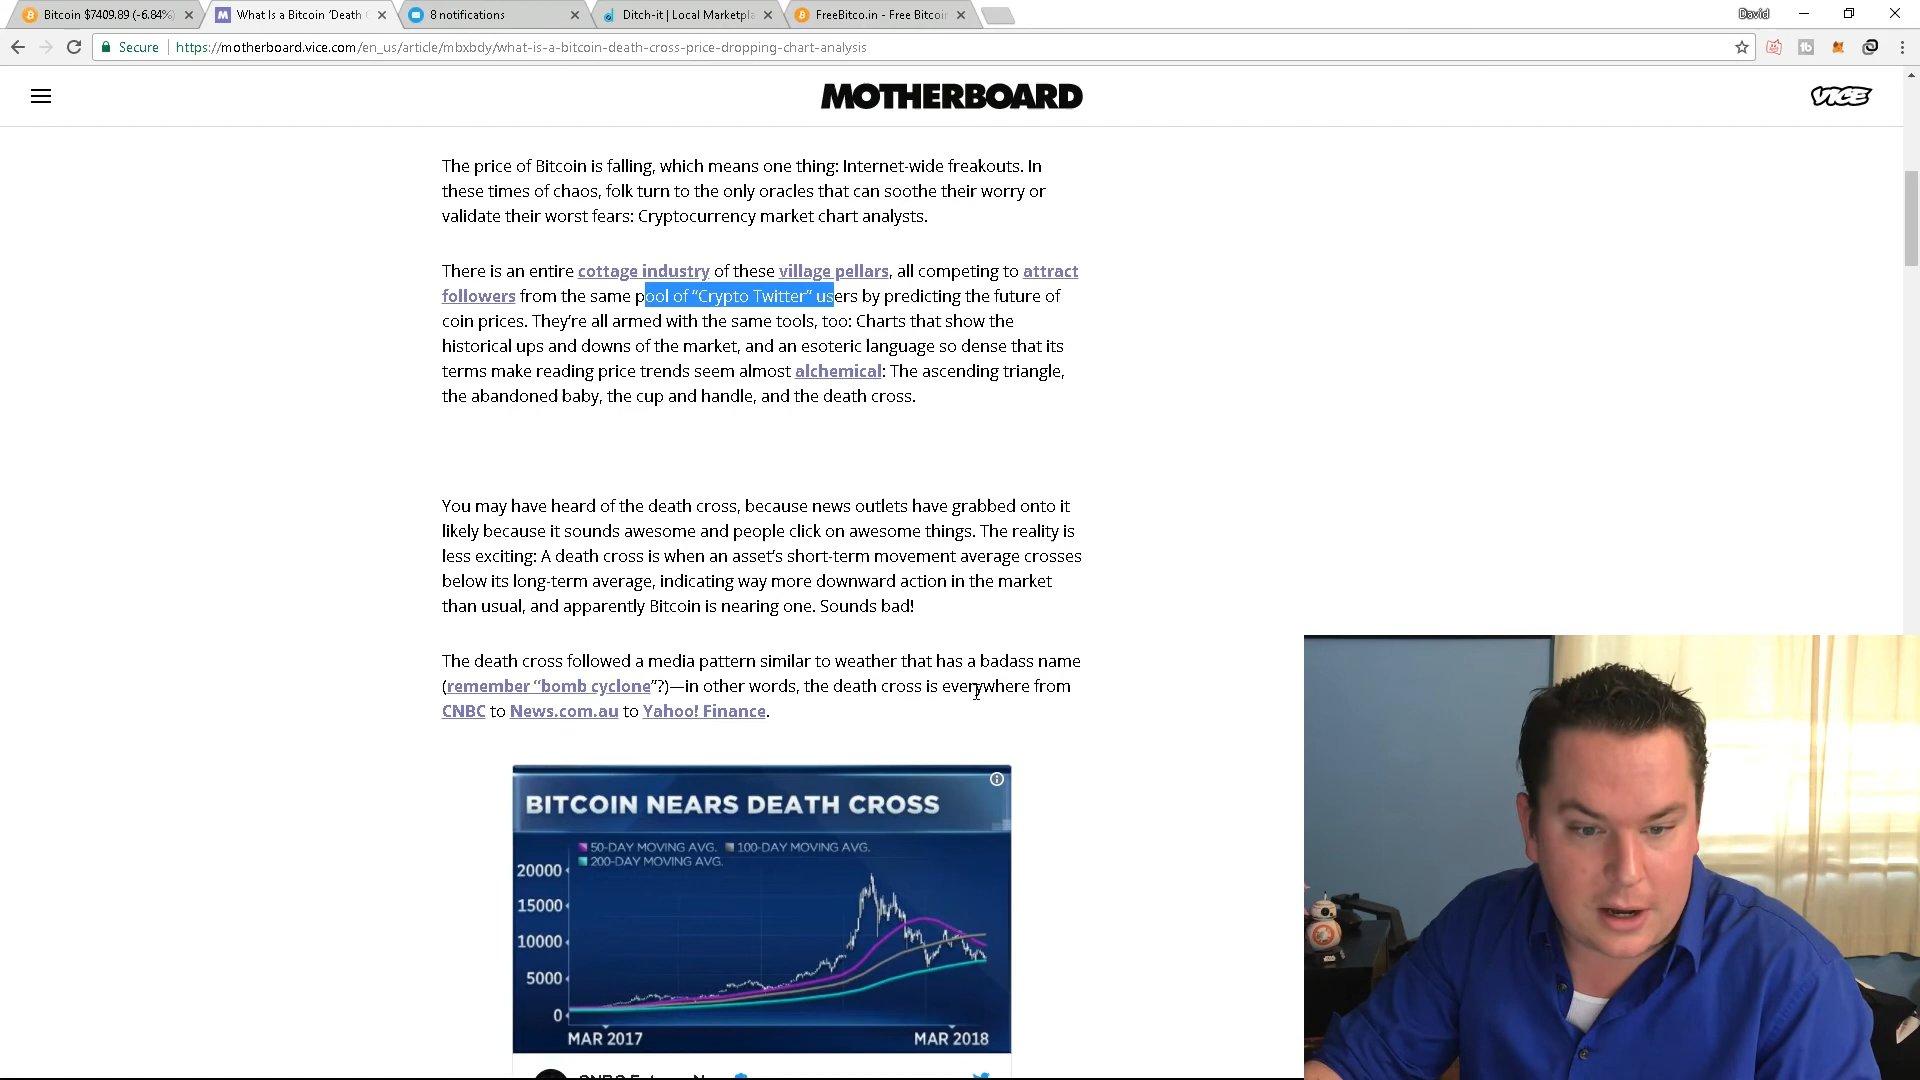 Bitcoin $7409.89 (-6.84%)
What Is a Bitcoin ‘Death
8 notifications
Ditch-it | Local Marketpla
FreeBitco.in - Free Bitcoin
David
Secure
https://motherboard.vice.com/en_us/article/mbxbdy/what-is-a-bitcoin-death-cross-price-dropping-chart-analysis
MOTHERBOARD
VICE
The price of Bitcoin is falling, which means one thing: Internet-wide freakouts. In
these times of chaos, folk turn to the only oracles that can soothe their worry or
validate their worst fears: Cryptocurrency market chart analysts.
There is an entire cottage industry of these village pellars, all competing to attract
followers from the same pool of “Crypto Twitter” users by predicting the future of
coin prices. They’re all armed with the same tools, too: Charts that show the
historical ups and downs of the market, and an esoteric language so dense that its
terms make reading price trends seem almost alchemical: The ascending triangle,
the abandoned baby, the cup and handle, and the death cross.
You may have heard of the death cross, because news outlets have grabbed onto it
likely because it sounds awesome and people click on awesome things. The reality is
less exciting: A death cross is when an asset’s short-term movement average crosses
below its long-term average, indicating way more downward action in the market
than usual, and apparently Bitcoin is nearing one. Sounds bad!
The death cross followed a media pattern similar to weather that has a badass name
(remember “bomb cyclone”?)—in other words, the death cross is everywhere from
CNBC to News.com.au to Yahoo! Finance.
BITCOIN NEARS DEATH CROSS
50-DAY MOVING AVG. 100-DAY MOVING AVG.
200-DAY MOVING AVG.
20000
15000
10000
5000
0
MAR 2017 MAR 2018